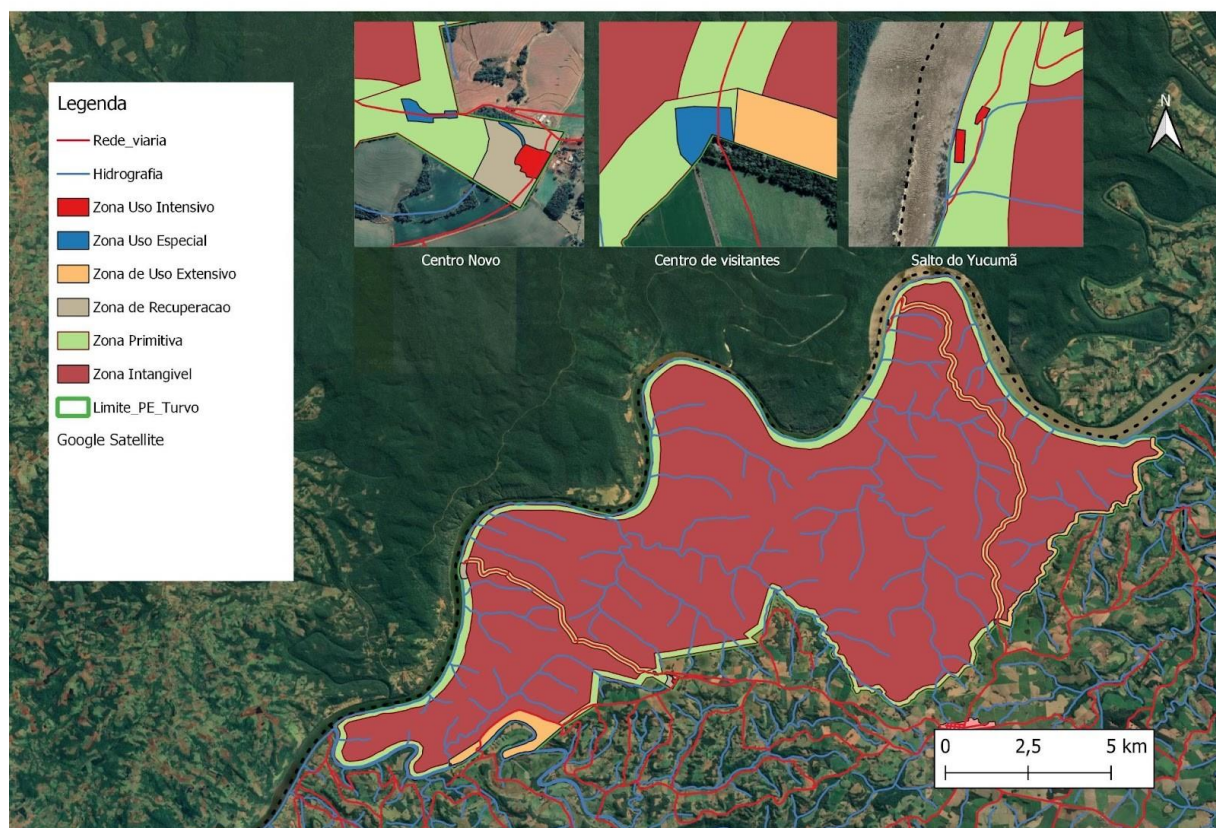 Legenda
Rede_viaria
Hidrografia
Zona Uso Intensivo
Zona Uso Especial
Zona de Uso Extensivo
Zona de Recuperacao
Zona Primitiva
Zona Intangivel
Limite_PE_Turvo
Google Satellite
Centro Novo
Centro de visitantes
Salto do Yucumã
N
0 2,5 5 km